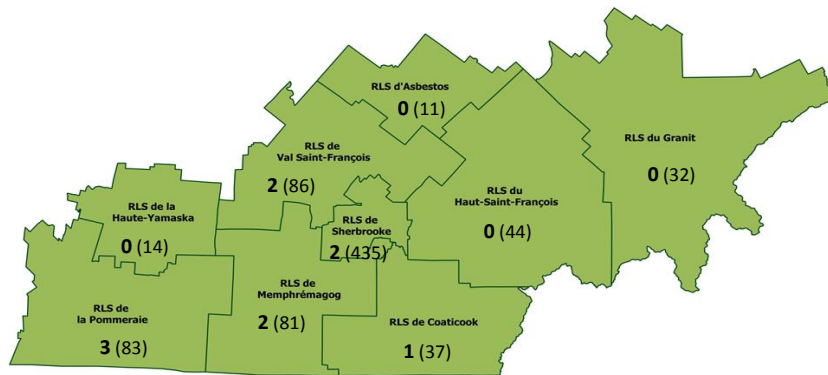 RLS d'Asbestos
0 (11)
RLS du Granit
0 (32)
RLS de
Val Saint-François
2 (86)
RLS du
Haut-Saint-François
0 (44)
RLS de la
Haute-Yamaska
0 (14)
RLS de
Sherbrooke
2 (435)
RLS de
la Pommeraie
3 (83)
RLS de
Memphrémagog
2 (81)
RLS de Coaticook
1 (37)